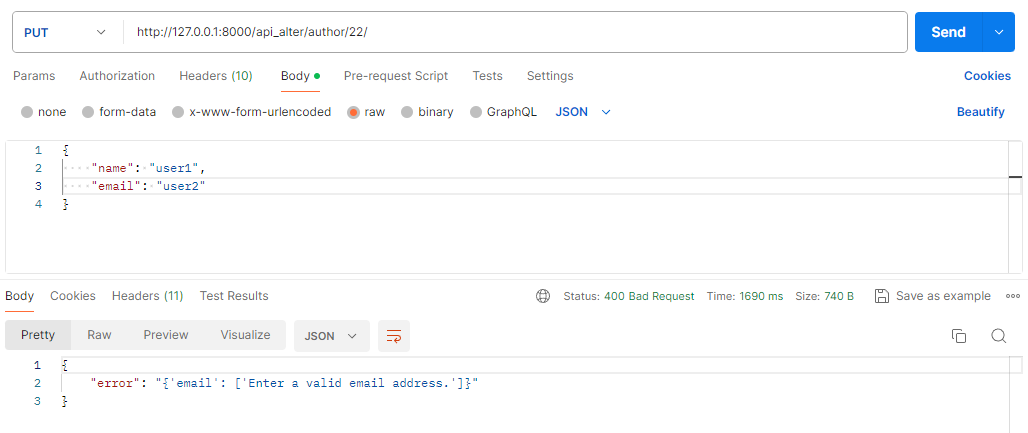 PUT http://127.0.0.1:8000/api_alter/author/22/ Send
Params Authorization Headers (10) Body Pre-request Script Tests Settings Cookies
none form-data x-www-form-urlencoded raw binary GraphQL JSON Beautify
1 {
2 "name": "user1",
3 "email": "user2"
4 }
Body Cookies Headers (11) Test Results Status: 400 Bad Request Time: 1690 ms Size: 740 B Save as example
Pretty Raw Preview Visualize JSON
1 {
2 "error": "{'email': ['Enter a valid email address.']}"
3 }